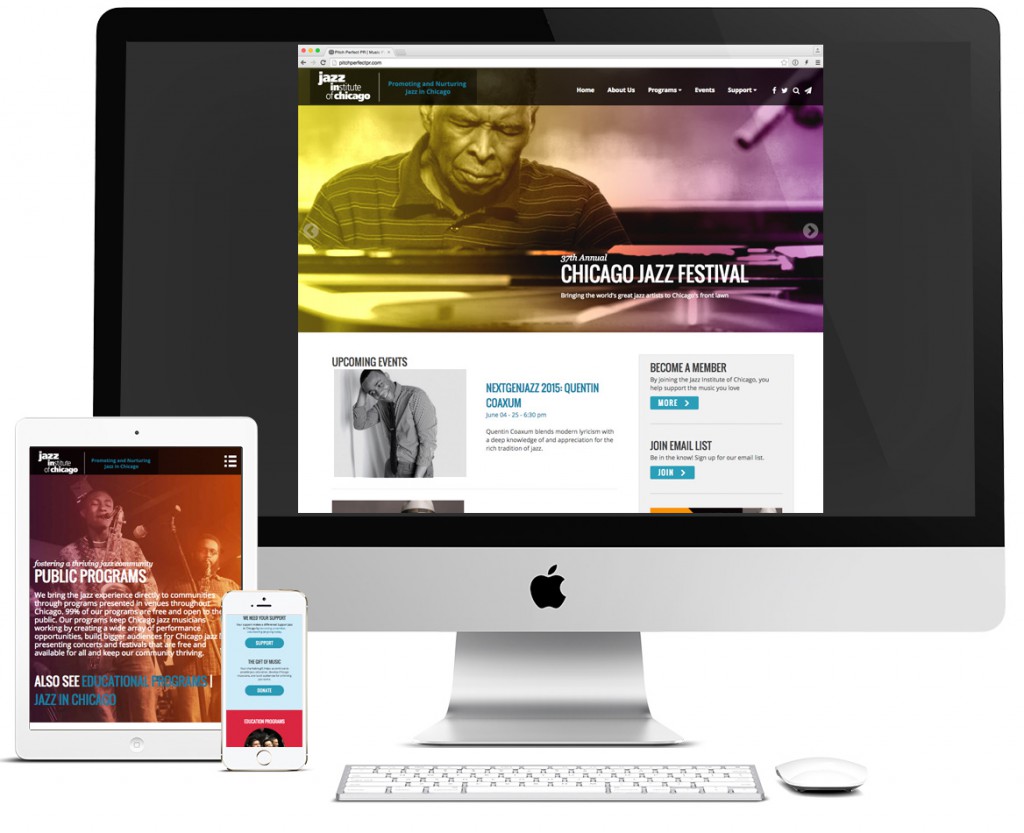 Pitch Perfect PR | Music P
pitchperfectpr.com
jazz
institute
of chicago
Promoting and Nurturing
Jazz in Chicago
Home About Us Programs Events Support
37th Annual
CHICAGO JAZZ FESTIVAL
Bringing the world's great jazz artists to Chicago's front lawn
UPCOMING EVENTS
NEXTGENJAZZ 2015: QUENTIN
COAXUM
June 04 - 25 - 6:30 pm
Quentin Coaxum blends modern lyricism with
a deep knowledge of and appreciation for the
rich tradition of jazz.
BECOME A MEMBER
By joining the Jazz Institute of Chicago, you
help support the music you love
MORE
JOIN EMAIL LIST
Be in the know! Sign up for our email list.
JOIN
jazz
institute
of chicago
Promoting and Nurturing
Jazz in Chicago
fostering a thriving jazz community
PUBLIC PROGRAMS
We bring the jazz experience directly to communities
through programs presented in venues throughout
Chicago. 99% of our programs are free and open to the
public. Our programs keep Chicago jazz musicians
working by creating a wide array of performance
opportunities, build bigger audiences for Chicago jazz
presenting concerts and festivals that are free and
available for all and keep our community thriving.
ALSO SEE EDUCATIONAL PROGRAMS |
JAZZ IN CHICAGO
WE NEED YOUR SUPPORT
SUPPORT
THE GIFT OF MUSIC
DONATE
EDUCATION PROGRAMS